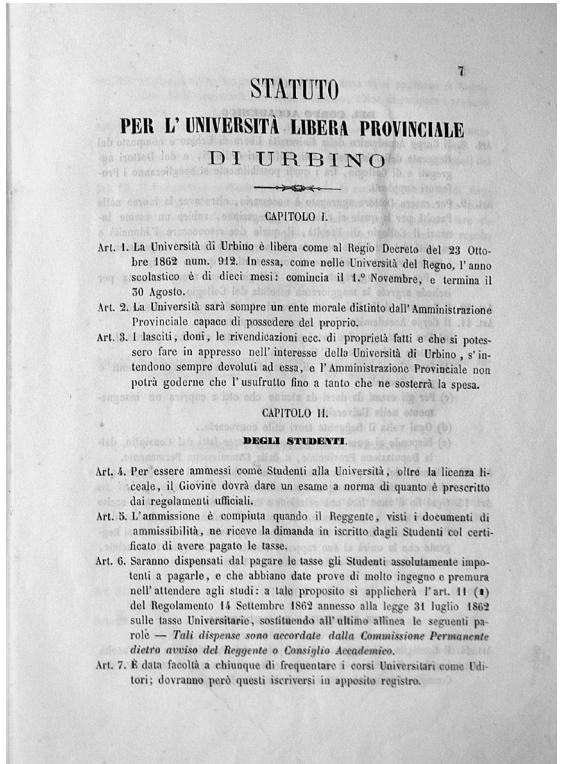 7
STATUTO
PER L' UNIVERSITÀ LIBERA PROVINCIALE
DI URBINO
CAPITOLO I.
Art. 1. La Università di Urbino è libera come al Regio Decreto del 23 Otto-
bre 1862 num. 912. In essa, come nelle Università del Regno, l'anno
scolastico è di dieci mesi: comincia il 1.° Novembre, e termina il
30 Agosto.
Art. 2. La Università sarà sempre un ente morale distinto dall'Amministrazione
Provinciale capace di possedere del proprio.
Art. 3. I lasciti, doni, le rivendicazioni ecc. di proprietà fatti e che si potes-
sero fare in appresso nell'interesse della Università di Urbino, s'in-
tendono sempre devoluti ad essa, e l'Amministrazione Provinciale non
potrà goderne che l'usufrutto fino a tanto che ne sosterrà la spesa.
CAPITOLO II.
DEGLI STUDENTI.
Art. 4. Per essere ammessi come Studenti alla Università, oltre la licenza li-
ceale, il Giovine dovrà dare un esame a norma di quanto è prescritto
dai regolamenti ufficiali.
Art. 5. L'ammissione è compiuta quando il Reggente, visti i documenti di
ammissibilità, ne riceve la dimanda in iscritto dagli Studenti col certi-
ficato di avere pagato le tasse.
Art. 6. Saranno dispensati dal pagare le tasse gli Studenti assolutamente impo-
tenti a pagarle, e che abbiano date prove di molto ingegno e premura
nell'attendere agli studi: a tale proposito si applicherà l'art. 11 (1)
del Regolamento 14 Settembre 1862 annesso alla legge 31 luglio 1862
sulle tasse Universitarie, sostituendo all'ultimo allinea le seguenti pa-
role — Tali dispense sono accordate dalla Commissione Permanente
dietro avviso del Reggente o Consiglio Accademico.
Art. 7. È data facoltà a chiunque di frequentare i corsi Universitari come Udi-
tori; dovranno però questi iscriversi in apposito registro.